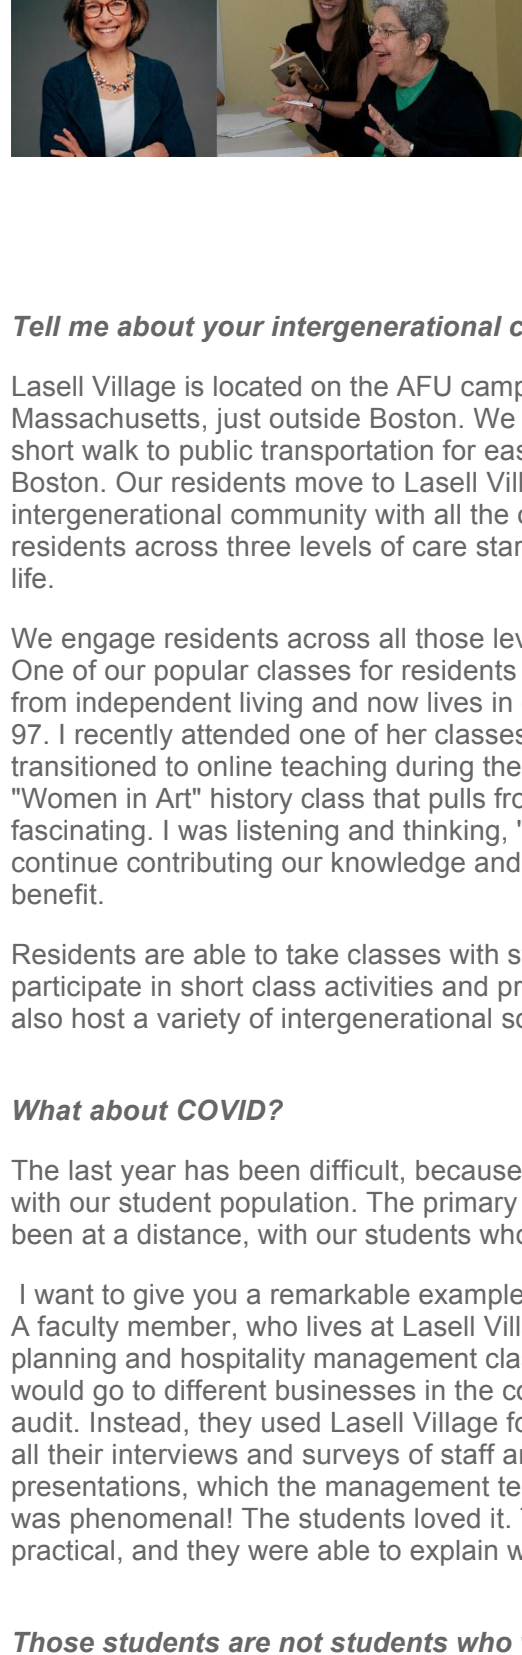 Tell me about your intergenerational c
Lasell Village is located on the AFU camp
Massachusetts, just outside Boston. We
short walk to public transportation for eas
Boston. Our residents move to Lasell Vill
intergenerational community with all the
residents across three levels of care star
life.
We engage residents across all those lev
One of our popular classes for residents
from independent living and now lives in
97. I recently attended one of her classes
transitioned to online teaching during the
"Women in Art" history class that pulls fro
fascinating. I was listening and thinking, '
continue contributing our knowledge and
benefit.
Residents are able to take classes with s
participate in short class activities and pr
also host a variety of intergenerational so
What about COVID?
The last year has been difficult, because
with our student population. The primary
been at a distance, with our students who
I want to give you a remarkable example
A faculty member, who lives at Lasell Vill
planning and hospitality management cla
would go to different businesses in the co
audit. Instead, they used Lasell Village fo
all their interviews and surveys of staff an
presentations, which the management te
was phenomenal! The students loved it.
practical, and they were able to explain w
Those students are not students who